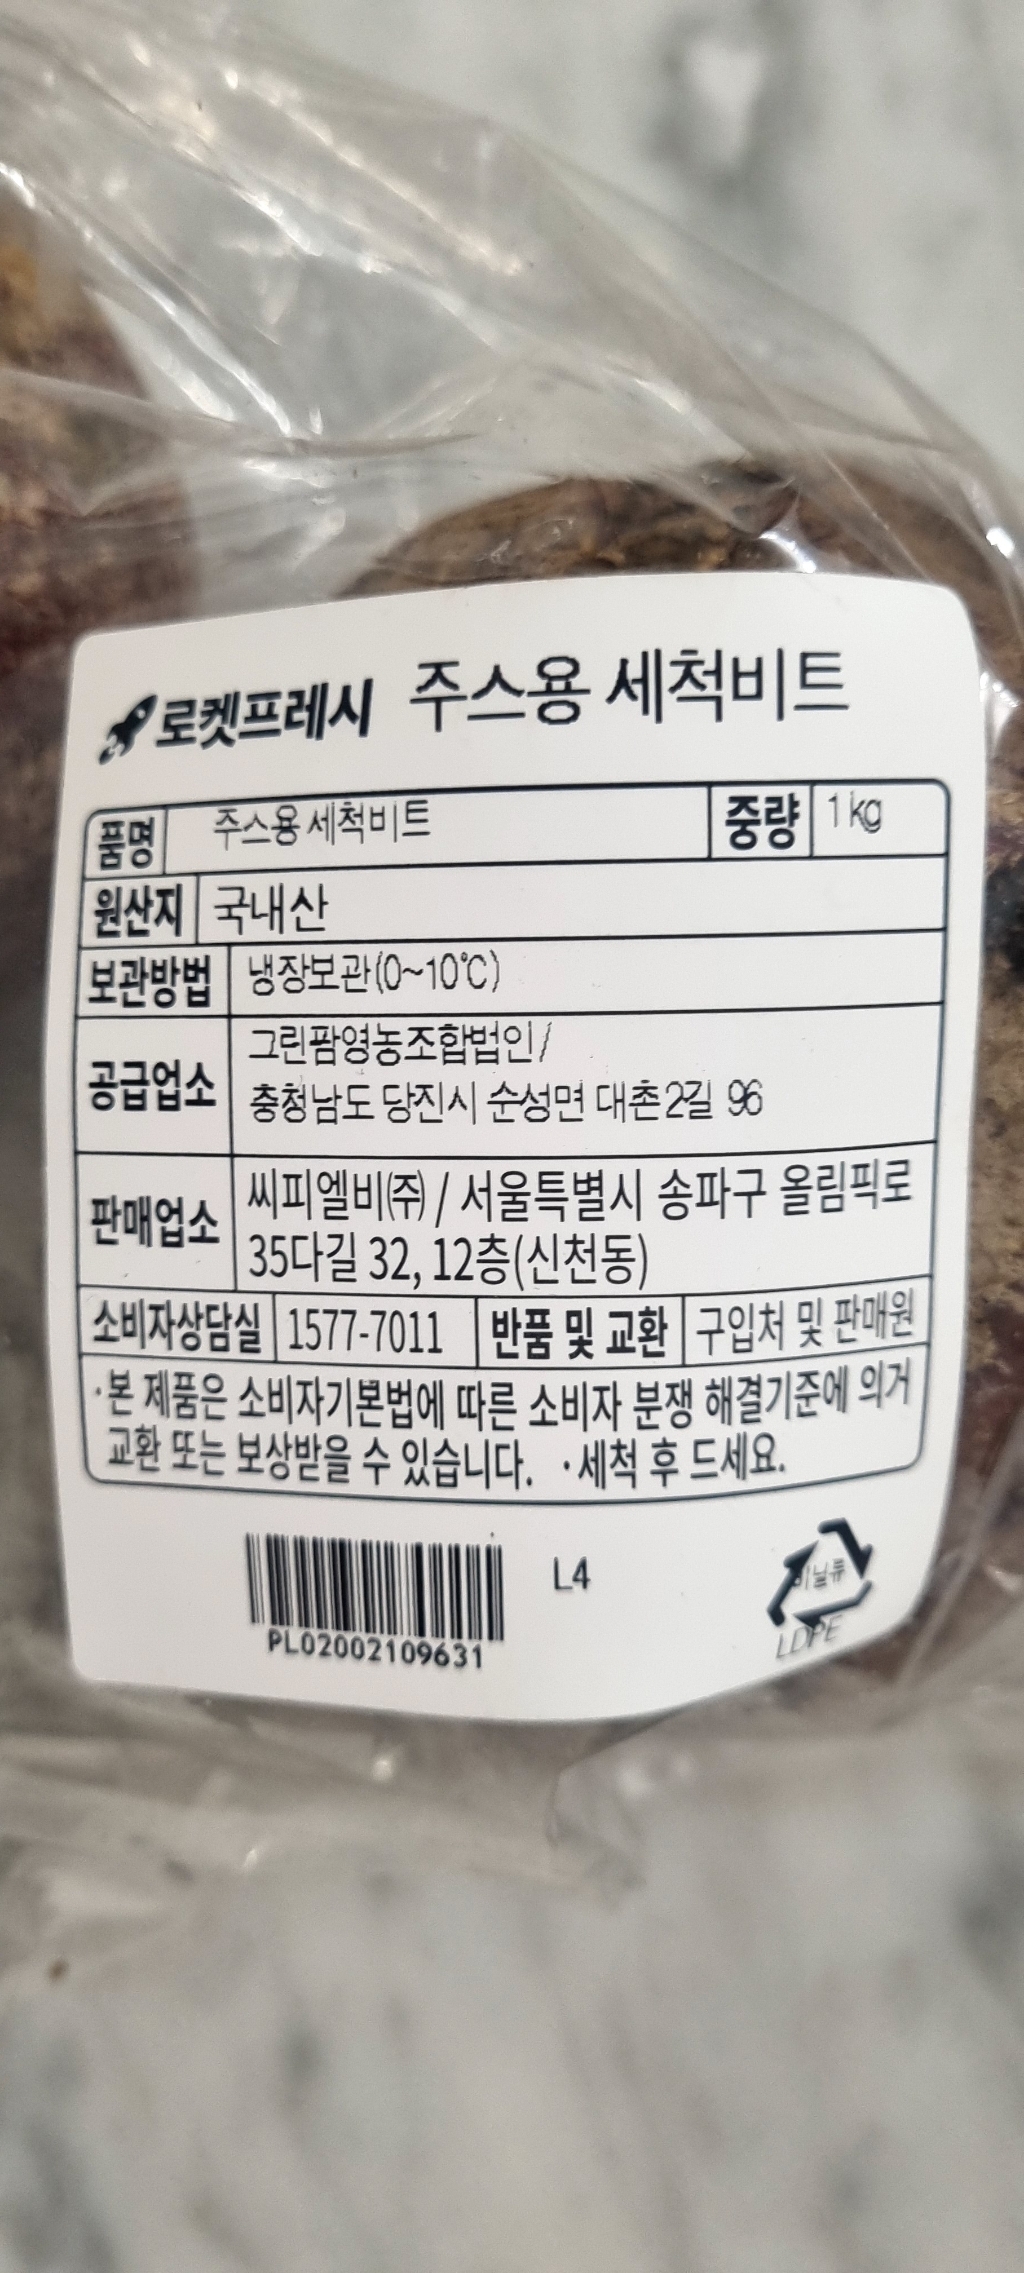 로켓프레시 주스용 세척비트
품명 주스용 세척비트 중량 1 kg
원산지 국내산
보관방법 냉장보관(0~10℃)
공급업소 그린팜영농조합법인/
충청남도 당진시 순성면 대촌2길 96
판매업소 씨피엘비(주) / 서울특별시 송파구 올림픽로
35다길 32, 12층(신천동)
소비자상담실 1577-7011 반품 및 교환 구입처 및 판매원
·본 제품은 소비자기본법에 따른 소비자 분쟁 해결기준에 의거
교환 또는 보상받을 수 있습니다. ·세척 후 드세요.
L4
비닐류
LDPE
PL02002109631